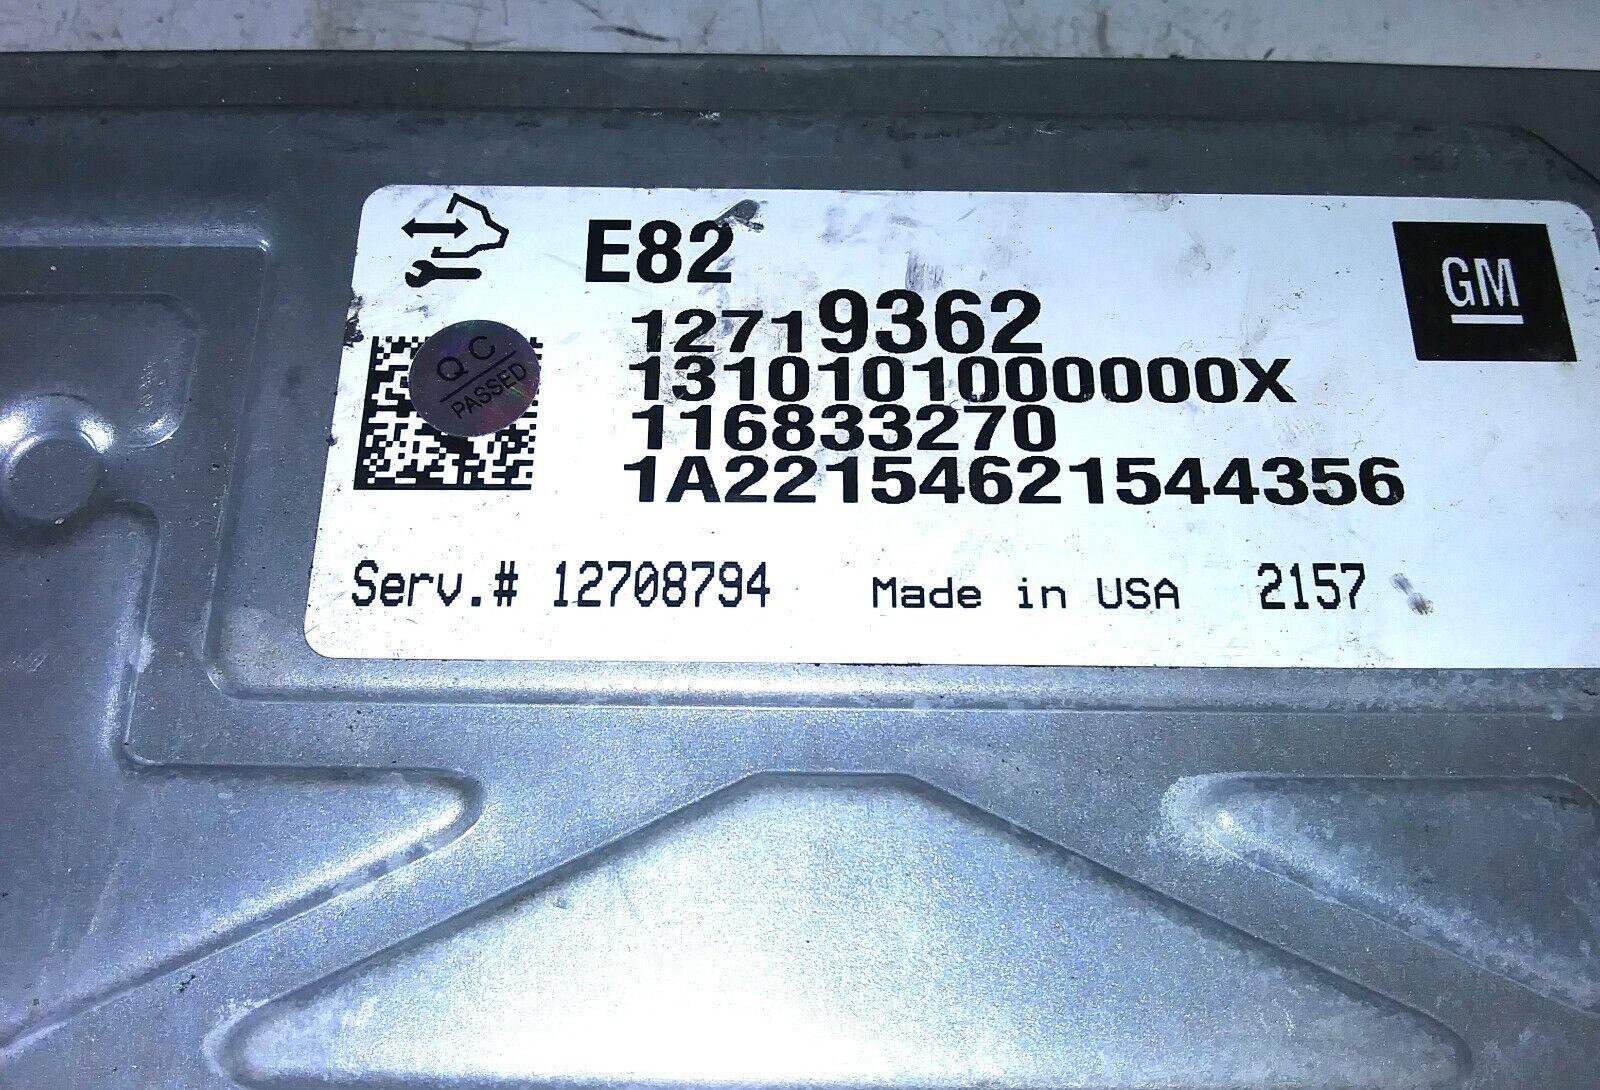 E82
GM
12719362
1310101000000X
116833270
1A22154621544356
QC
PASSED
Serv.# 12708794 Made in USA 2157